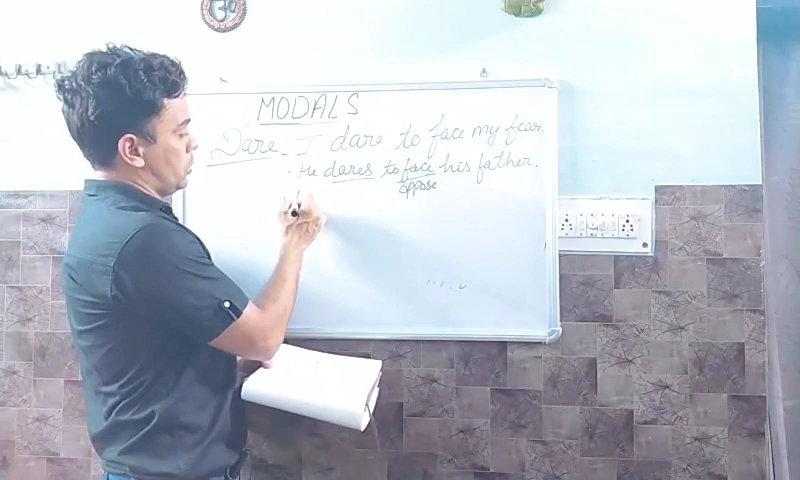 MODALS
Dare - I dare to face my fear.
· He dares to face his father.
oppose